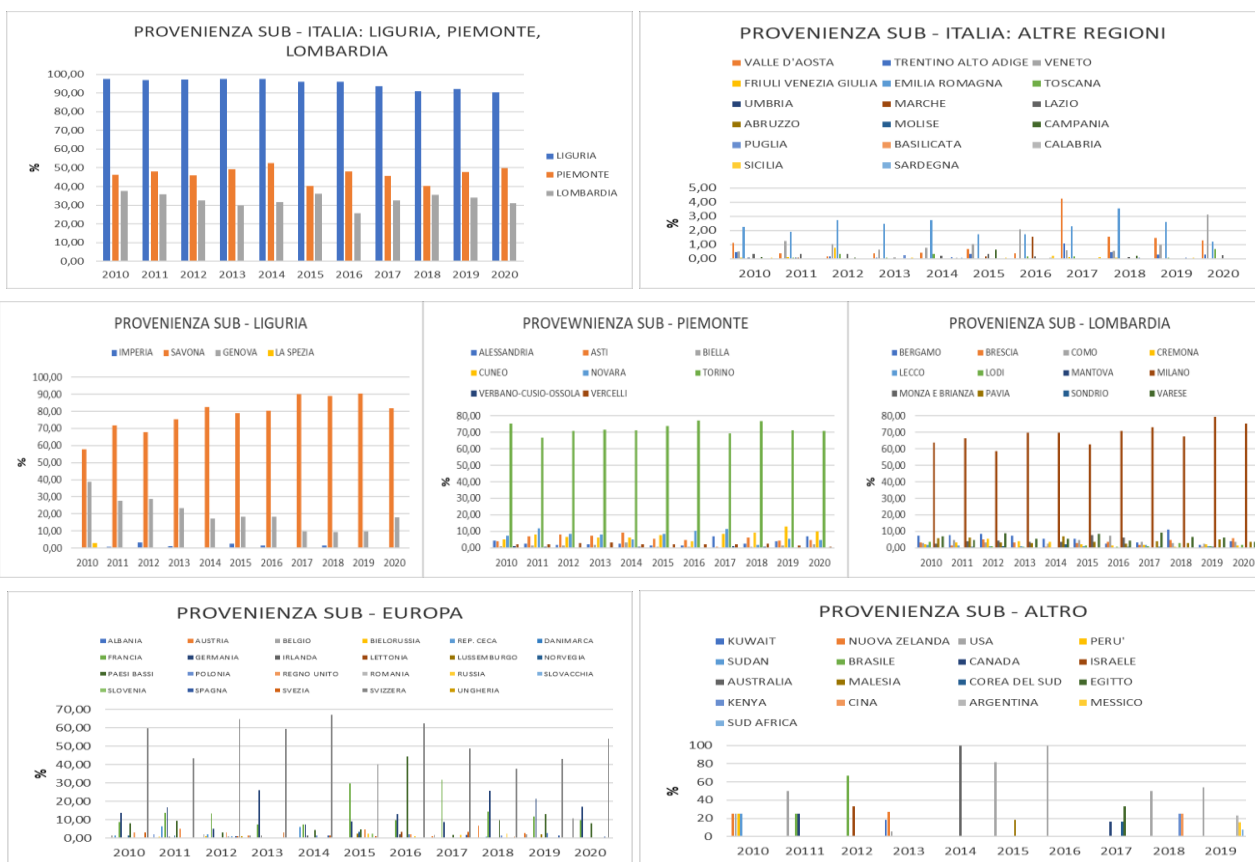 PROVENIENZA SUB - ITALIA: LIGURIA, PIEMONTE,
LOMBARDIA
100,00
90,00
80,00
70,00
60,00
50,00
40,00
30,00
20,00
10,00
0,00
%
2010 2011 2012 2013 2014 2015 2016 2017 2018 2019 2020
LIGURIA
PIEMONTE
LOMBARDIA
PROVENIENZA SUB - ITALIA: ALTRE REGIONI
VALLE D'AOSTA TRENTINO ALTO ADIGE VENETO
FRIULI VENEZIA GIULIA EMILIA ROMAGNA TOSCANA
UMBRIA MARCHE LAZIO
ABRUZZO MOLISE CAMPANIA
PUGLIA BASILICATA CALABRIA
SICILIA SARDEGNA
5,00
4,00
3,00
2,00
1,00
0,00
%
2010 2011 2012 2013 2014 2015 2016 2017 2018 2019 2020
PROVENIENZA SUB - LIGURIA
IMPERIA SAVONA GENOVA LA SPEZIA
100,00
90,00
80,00
70,00
60,00
50,00
40,00
30,00
20,00
10,00
0,00
%
2010 2011 2012 2013 2014 2015 2016 2017 2018 2019 2020
PROVEWNIENZA SUB - PIEMONTE
ALESSANDRIA ASTI BIELLA
CUNEO NOVARA TORINO
VERBANO-CUSIO-OSSOLA VERCELLI
80,00
70,00
60,00
50,00
40,00
30,00
20,00
10,00
0,00
%
2010 2011 2012 2013 2014 2015 2016 2017 2018 2019 2020
PROVENIENZA SUB - LOMBARDIA
BERGAMO BRESCIA COMO CREMONA
LECCO LODI MANTOVA MILANO
MONZA E BRIANZA PAVIA SONDRIO VARESE
80,00
70,00
60,00
50,00
40,00
30,00
20,00
10,00
0,00
%
2010 2011 2012 2013 2014 2015 2016 2017 2018 2019 2020
PROVENIENZA SUB - EUROPA
ALBANIA AUSTRIA BELGIO BIELORUSSIA REP. CECA DANIMARCA
FRANCIA GERMANIA IRLANDA LETTONIA LUSSEMBURGO NORVEGIA
PAESI BASSI POLONIA REGNO UNITO ROMANIA RUSSIA SLOVACCHIA
SLOVENIA SPAGNA SVEZIA SVIZZERA UNGHERIA
70,00
60,00
50,00
40,00
30,00
20,00
10,00
0,00
%
2010 2011 2012 2013 2014 2015 2016 2017 2018 2019 2020
PROVENIENZA SUB - ALTRO
KUWAIT NUOVA ZELANDA USA PERU'
SUDAN BRASILE CANADA ISRAELE
AUSTRALIA MALESIA COREA DEL SUD EGITTO
KENYA CINA ARGENTINA MESSICO
SUD AFRICA
100
80
60
40
20
0
%
2010 20111 2012 2013 2014 2015 2016 2017 2018 2019